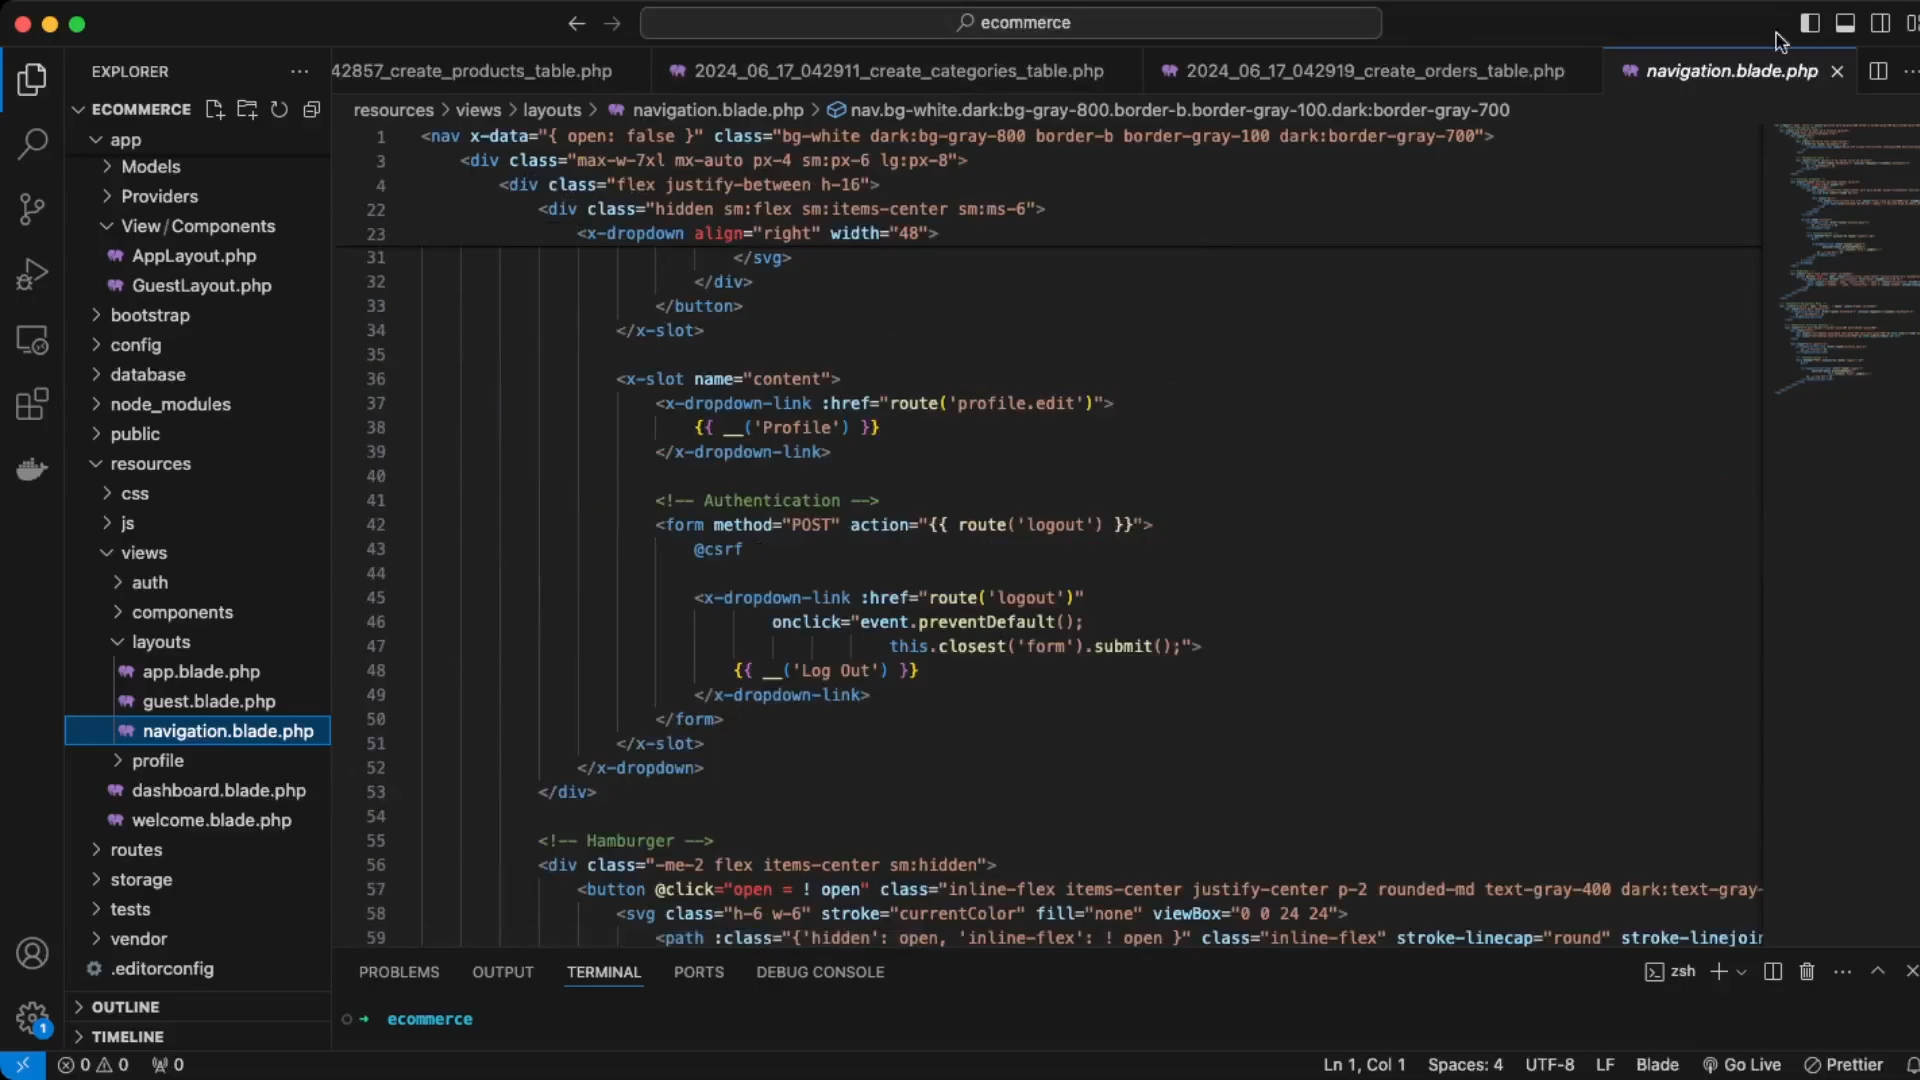 ecommerce
EXPLORER
ECOMMERCE
app
Models
Providers
View/Components
AppLayout.php
GuestLayout.php
bootstrap
config
database
node_modules
public
resources
css
js
views
auth
components
layouts
app.blade.php
guest.blade.php
navigation.blade.php
profile
dashboard.blade.php
welcome.blade.php
routes
storage
tests
vendor
.editorconfig
OUTLINE
TIMELINE
1
42857_create_products_table.php
2024_06_17_042911_create_categories_table.php
2024_06_17_042919_create_orders_table.php
navigation.blade.php
resources > views > layouts > navigation.blade.php > nav.bg-white.dark:bg-gray-800.border-b.border-gray-100.dark:border-gray-700
1 <nav x-data="{ open: false }" class="bg-white dark:bg-gray-800 border-b border-gray-100 dark:border-gray-700">
3 <div class="max-w-7xl mx-auto px-4 sm:px-6 lg:px-8">
4 <div class="flex justify-between h-16">
22 <div class="hidden sm:flex sm:items-center sm:ms-6">
23 <x-dropdown align="right" width="48">
31 </svg>
32 </div>
33 </button>
34 </x-slot>
35
36 <x-slot name="content">
37 <x-dropdown-link :href="route('profile.edit')">
38 {{ __('Profile') }}
39 </x-dropdown-link>
40
41 <!-- Authentication -->
42 <form method="POST" action="{{ route('logout') }}">
43 @csrf
44
45 <x-dropdown-link :href="route('logout')"
46 onclick="event.preventDefault();
47 this.closest('form').submit();">
48 {{ __('Log Out') }}
49 </x-dropdown-link>
50 </form>
51 </x-slot>
52 </x-dropdown>
53 </div>
54
55 <!-- Hamburger -->
56 <div class="-me-2 flex items-center sm:hidden">
57 <button @click="open = ! open" class="inline-flex items-center justify-center p-2 rounded-md text-gray-400 dark:text-gray-
58 <svg class="h-6 w-6" stroke="currentColor" fill="none" viewBox="0 0 24 24">
59 <path :class="{'hidden': open, 'inline-flex': ! open }" class="inline-flex" stroke-linecap="round" stroke-linejoin
PROBLEMS OUTPUT TERMINAL PORTS DEBUG CONSOLE zsh
➜ ecommerce
0 0 0 Ln 1, Col 1 Spaces: 4 UTF-8 LF Blade Go Live Prettier